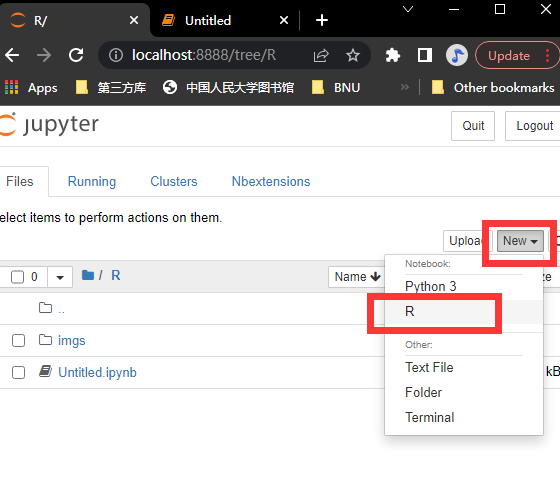 R/
Untitled
localhost:8888/tree/R
Update
Apps
第三方库
中国人民大学图书馆
BNU
Other bookmarks
jupyter
Quit
Logout
Files
Running
Clusters
Nbextensions
elect items to perform actions on them.
Upload
New
0
/ R
Name
ze
Notebook:
Python 3
R
Other:
Text File
Folder
Terminal
..
imgs
Untitled.ipynb
kB